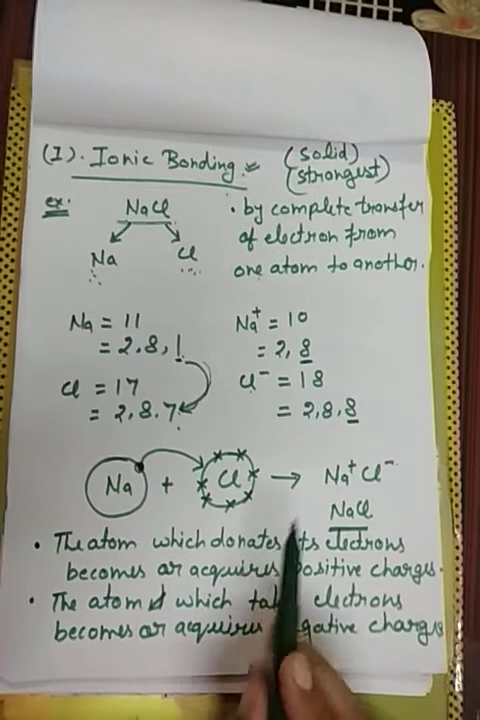 (I). Ionic Bonding
(solid)
(strongest)
ex:
NaCl
Na
Cl
• by complete transfer
of electron from
one atom to another.
Na = 11
= 2,8,1
Cl = 17
= 2,8,7
Na⁺ = 10
= 2,8
Cl⁻ = 18
= 2,8,8
Na + Cl → Na⁺Cl⁻
NaCl
• The atom which donates its electrons
becomes or acquires positive charges.
• The atom which electrons
becomes or acquires charges